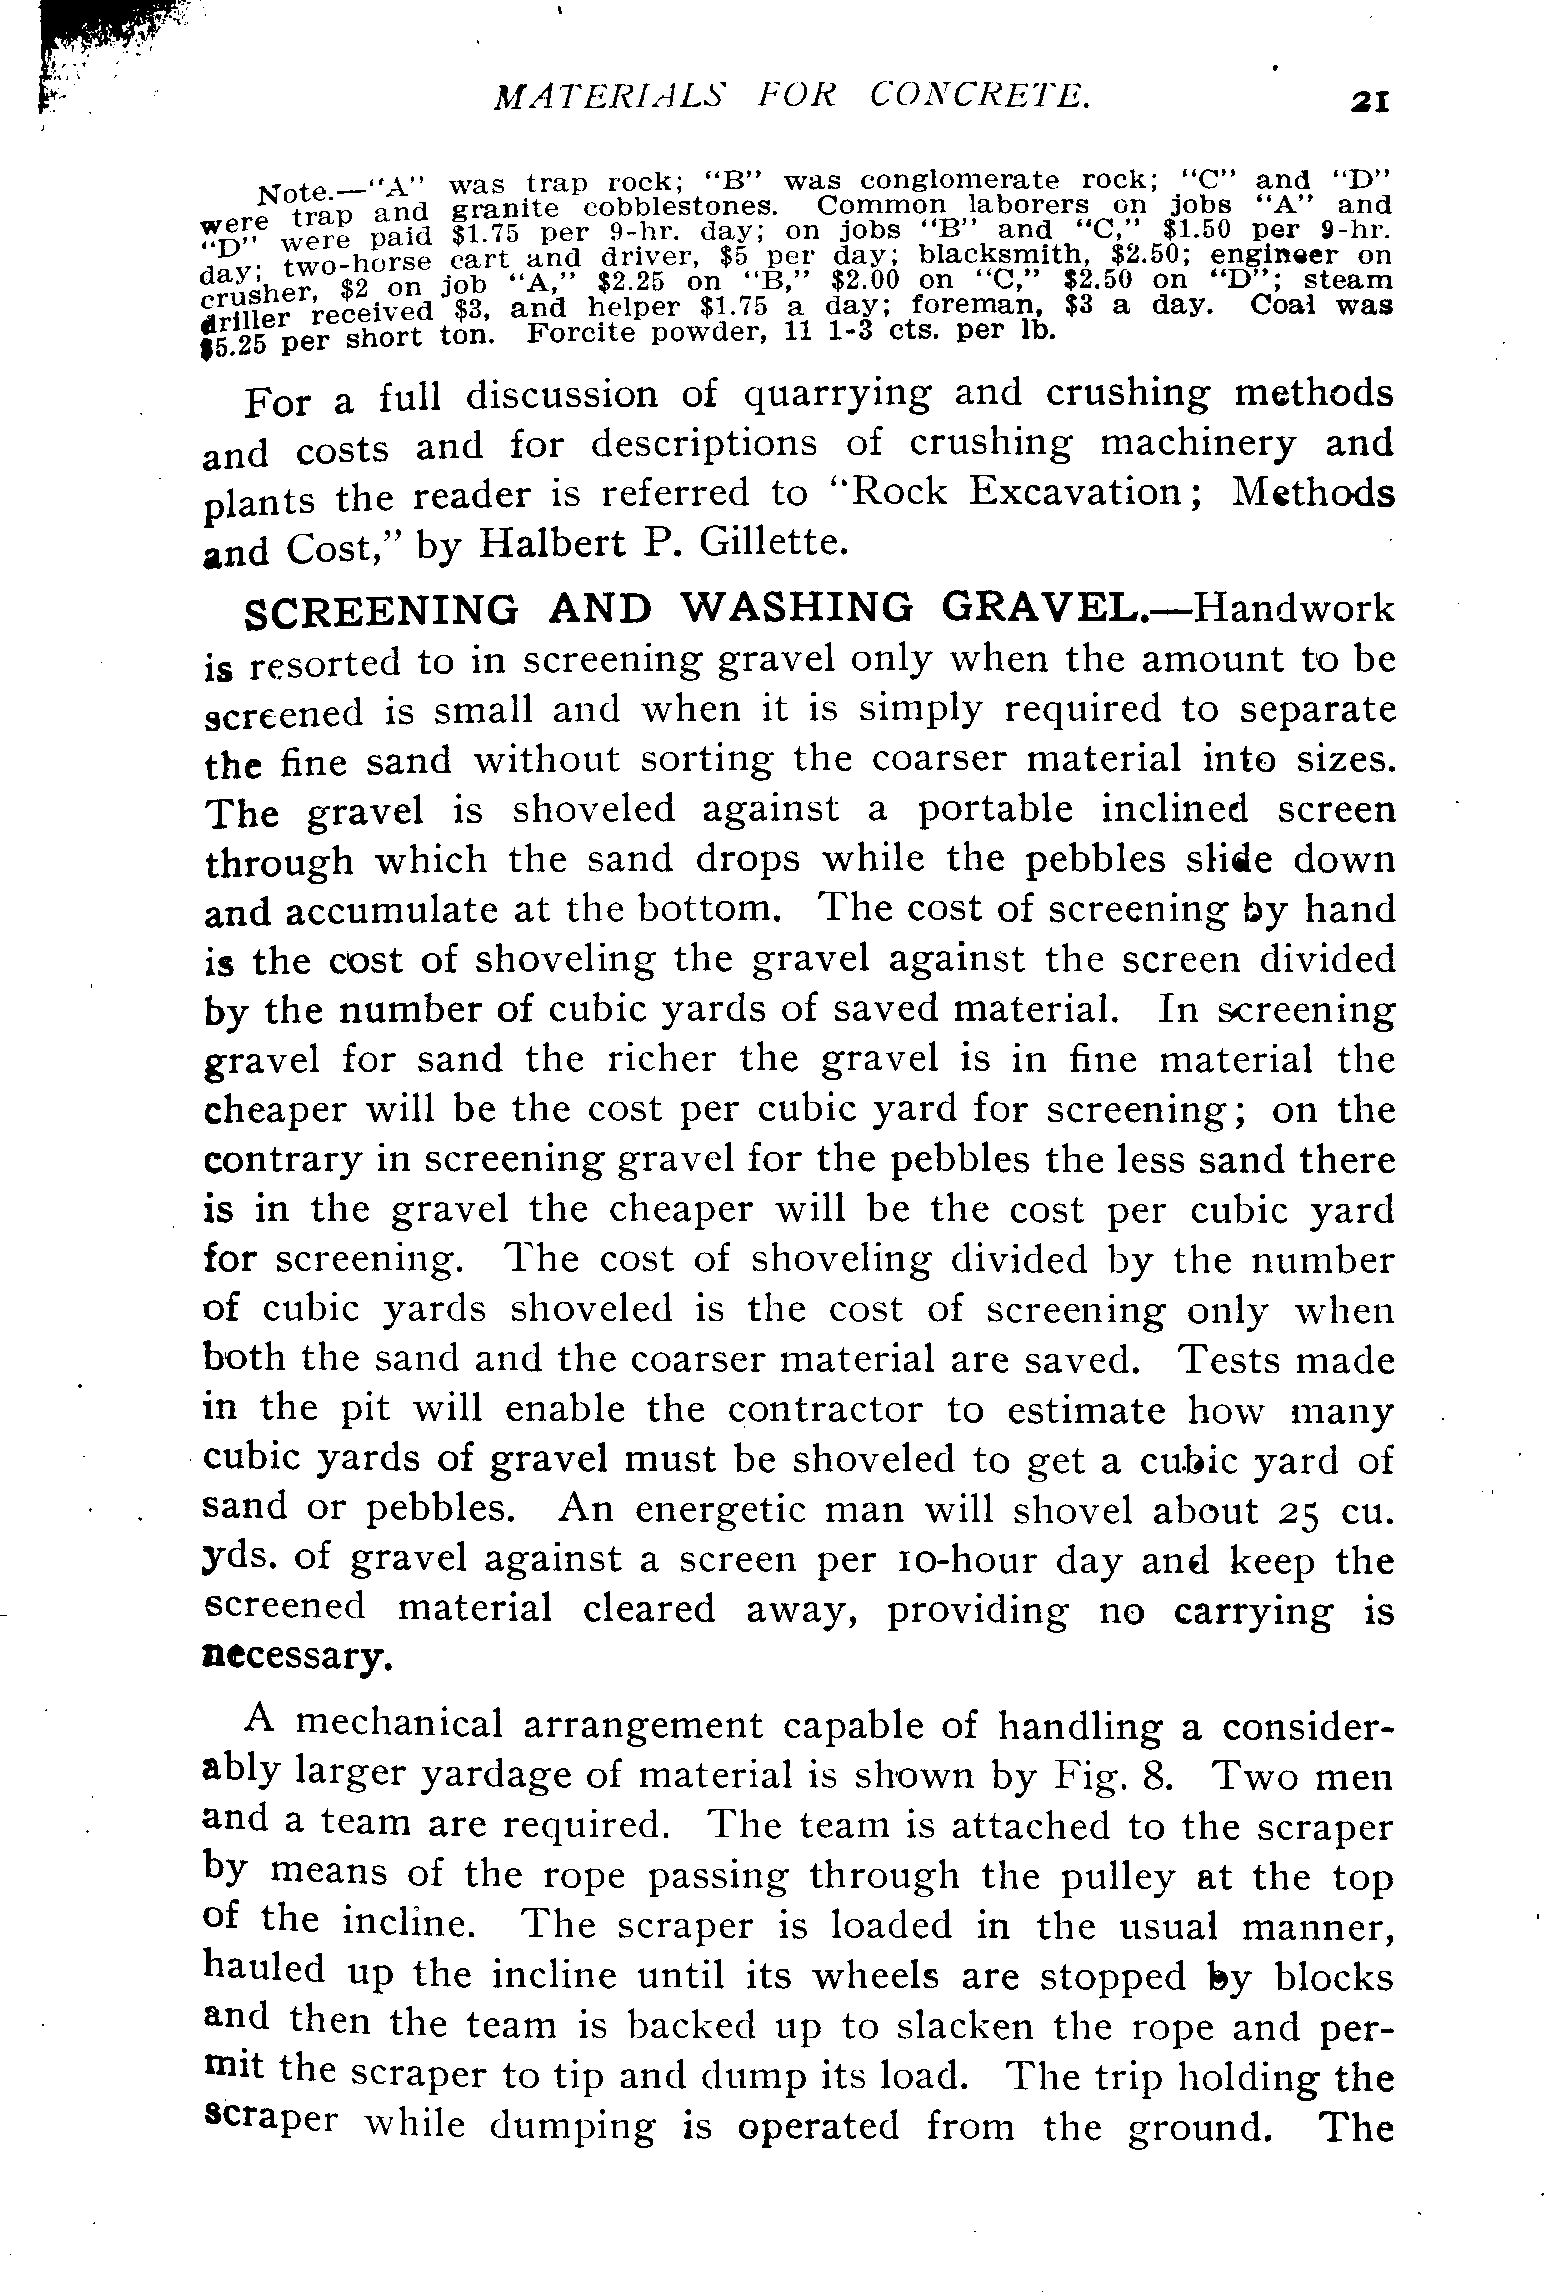 MATERIALS FOR CONCRETE. 21
Note.—"A" was trap rock; "B" was conglomerate rock; "C" and "D"
were trap and granite cobblestones. Common laborers on jobs "A" and
"D" were paid $1.75 per 9-hr. day; on jobs "B" and "C," $1.50 per 9-hr.
day; two-horse cart and driver, $5 per day; blacksmith, $2.50; engineer on
crusher, $2 on job "A," $2.25 on "B," $2.00 on "C," $2.50 on "D"; steam
driller received $3, and helper $1.75 a day; foreman, $3 a day. Coal was
$5.25 per short ton. Forcite powder, 11 1-3 cts. per lb.
For a full discussion of quarrying and crushing methods
and costs and for descriptions of crushing machinery and
plants the reader is referred to "Rock Excavation; Methods
and Cost," by Halbert P. Gillette.
SCREENING AND WASHING GRAVEL.—Handwork
is resorted to in screening gravel only when the amount to be
screened is small and when it is simply required to separate
the fine sand without sorting the coarser material into sizes.
The gravel is shoveled against a portable inclined screen
through which the sand drops while the pebbles slide down
and accumulate at the bottom. The cost of screening by hand
is the cost of shoveling the gravel against the screen divided
by the number of cubic yards of saved material. In screening
gravel for sand the richer the gravel is in fine material the
cheaper will be the cost per cubic yard for screening; on the
contrary in screening gravel for the pebbles the less sand there
is in the gravel the cheaper will be the cost per cubic yard
for screening. The cost of shoveling divided by the number
of cubic yards shoveled is the cost of screening only when
both the sand and the coarser material are saved. Tests made
in the pit will enable the contractor to estimate how many
cubic yards of gravel must be shoveled to get a cubic yard of
sand or pebbles. An energetic man will shovel about 25 cu.
yds. of gravel against a screen per 10-hour day and keep the
screened material cleared away, providing no carrying is
necessary.
A mechanical arrangement capable of handling a consider-
ably larger yardage of material is shown by Fig. 8. Two men
and a team are required. The team is attached to the scraper
by means of the rope passing through the pulley at the top
of the incline. The scraper is loaded in the usual manner,
hauled up the incline until its wheels are stopped by blocks
and then the team is backed up to slacken the rope and per-
mit the scraper to tip and dump its load. The trip holding the
scraper while dumping is operated from the ground. The